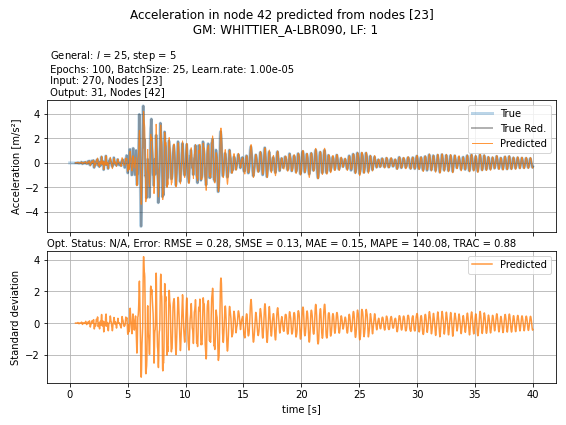 Acceleration in node 42 predicted from nodes [23]
GM: WHITTIER_A-LBR090, LF: 1
General: l = 25, step = 5
Epochs: 100, BatchSize: 25, Learn.rate: 1.00e-05
Input: 270, Nodes [23]
Output: 31, Nodes [42]
Acceleration [m/s²]
4
2
0
−2
−4
True
True Red.
Predicted
Opt. Status: N/A, Error: RMSE = 0.28, SMSE = 0.13, MAE = 0.15, MAPE = 140.08, TRAC = 0.88
Standard deviation
4
2
0
−2
Predicted
0 5 10 15 20 25 30 35 40
time [s]